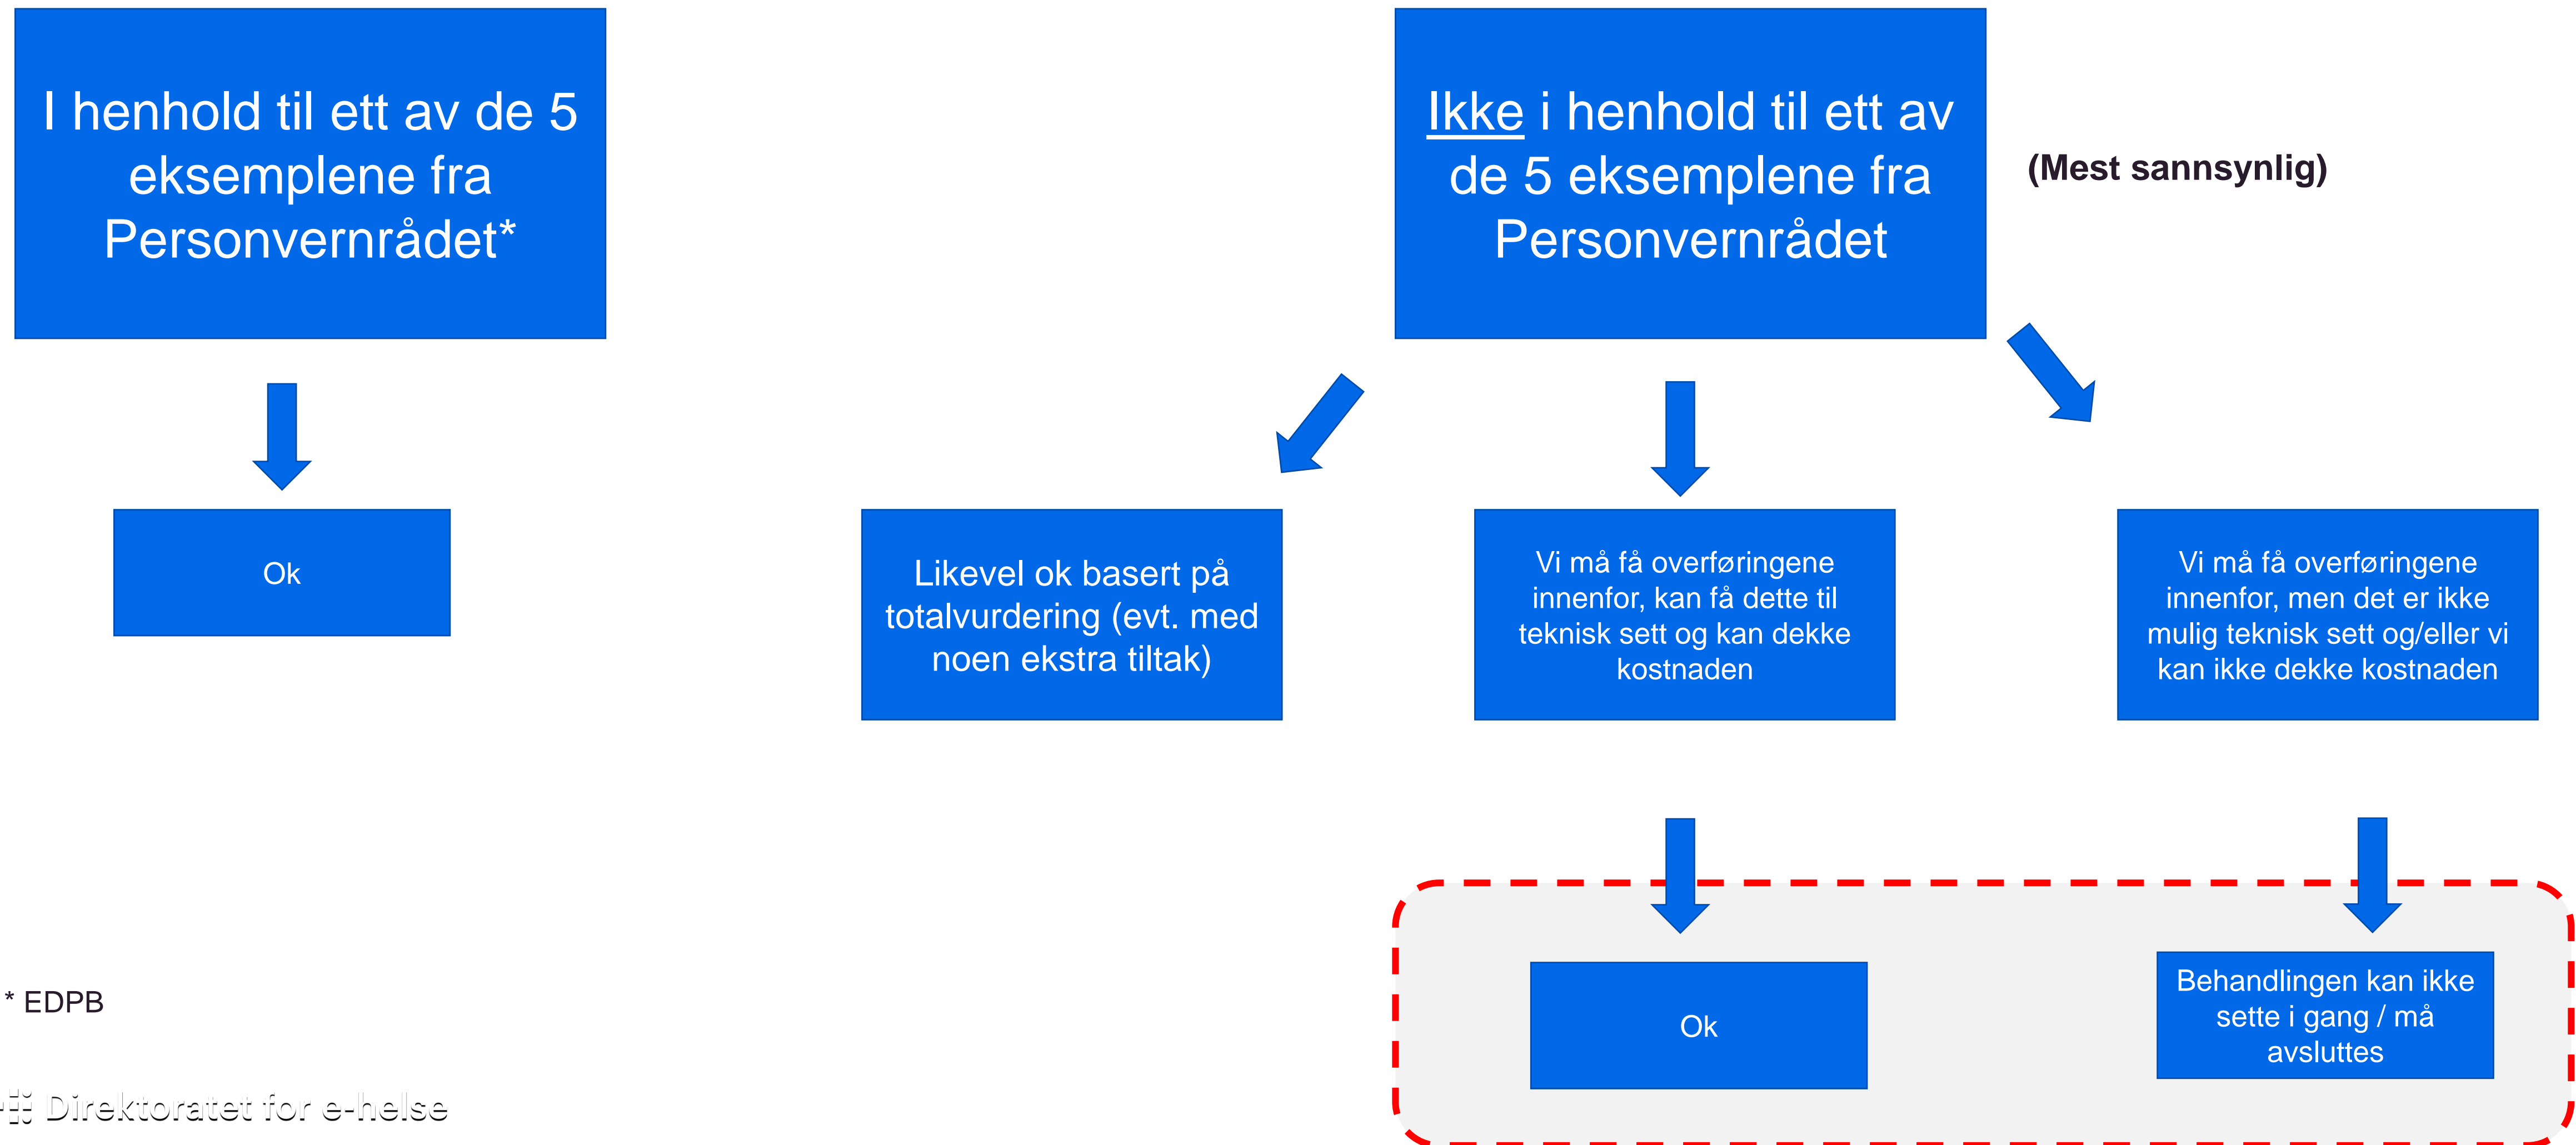 I henhold til ett av de 5
eksemplene fra
Personvernrådet*
Ikke i henhold til ett av
de 5 eksemplene fra
Personvernrådet
(Mest sannsynlig)
Ok
Likevel ok basert på
totalvurdering (evt. med
noen ekstra tiltak)
Vi må få overføringene
innenfor, kan få dette til
teknisk sett og kan dekke
kostnaden
Vi må få overføringene
innenfor, men det er ikke
mulig teknisk sett og/eller vi
kan ikke dekke kostnaden
Ok
Behandlingen kan ikke
sette i gang / må
avsluttes
* EDPB
Direktoratet for e-helse